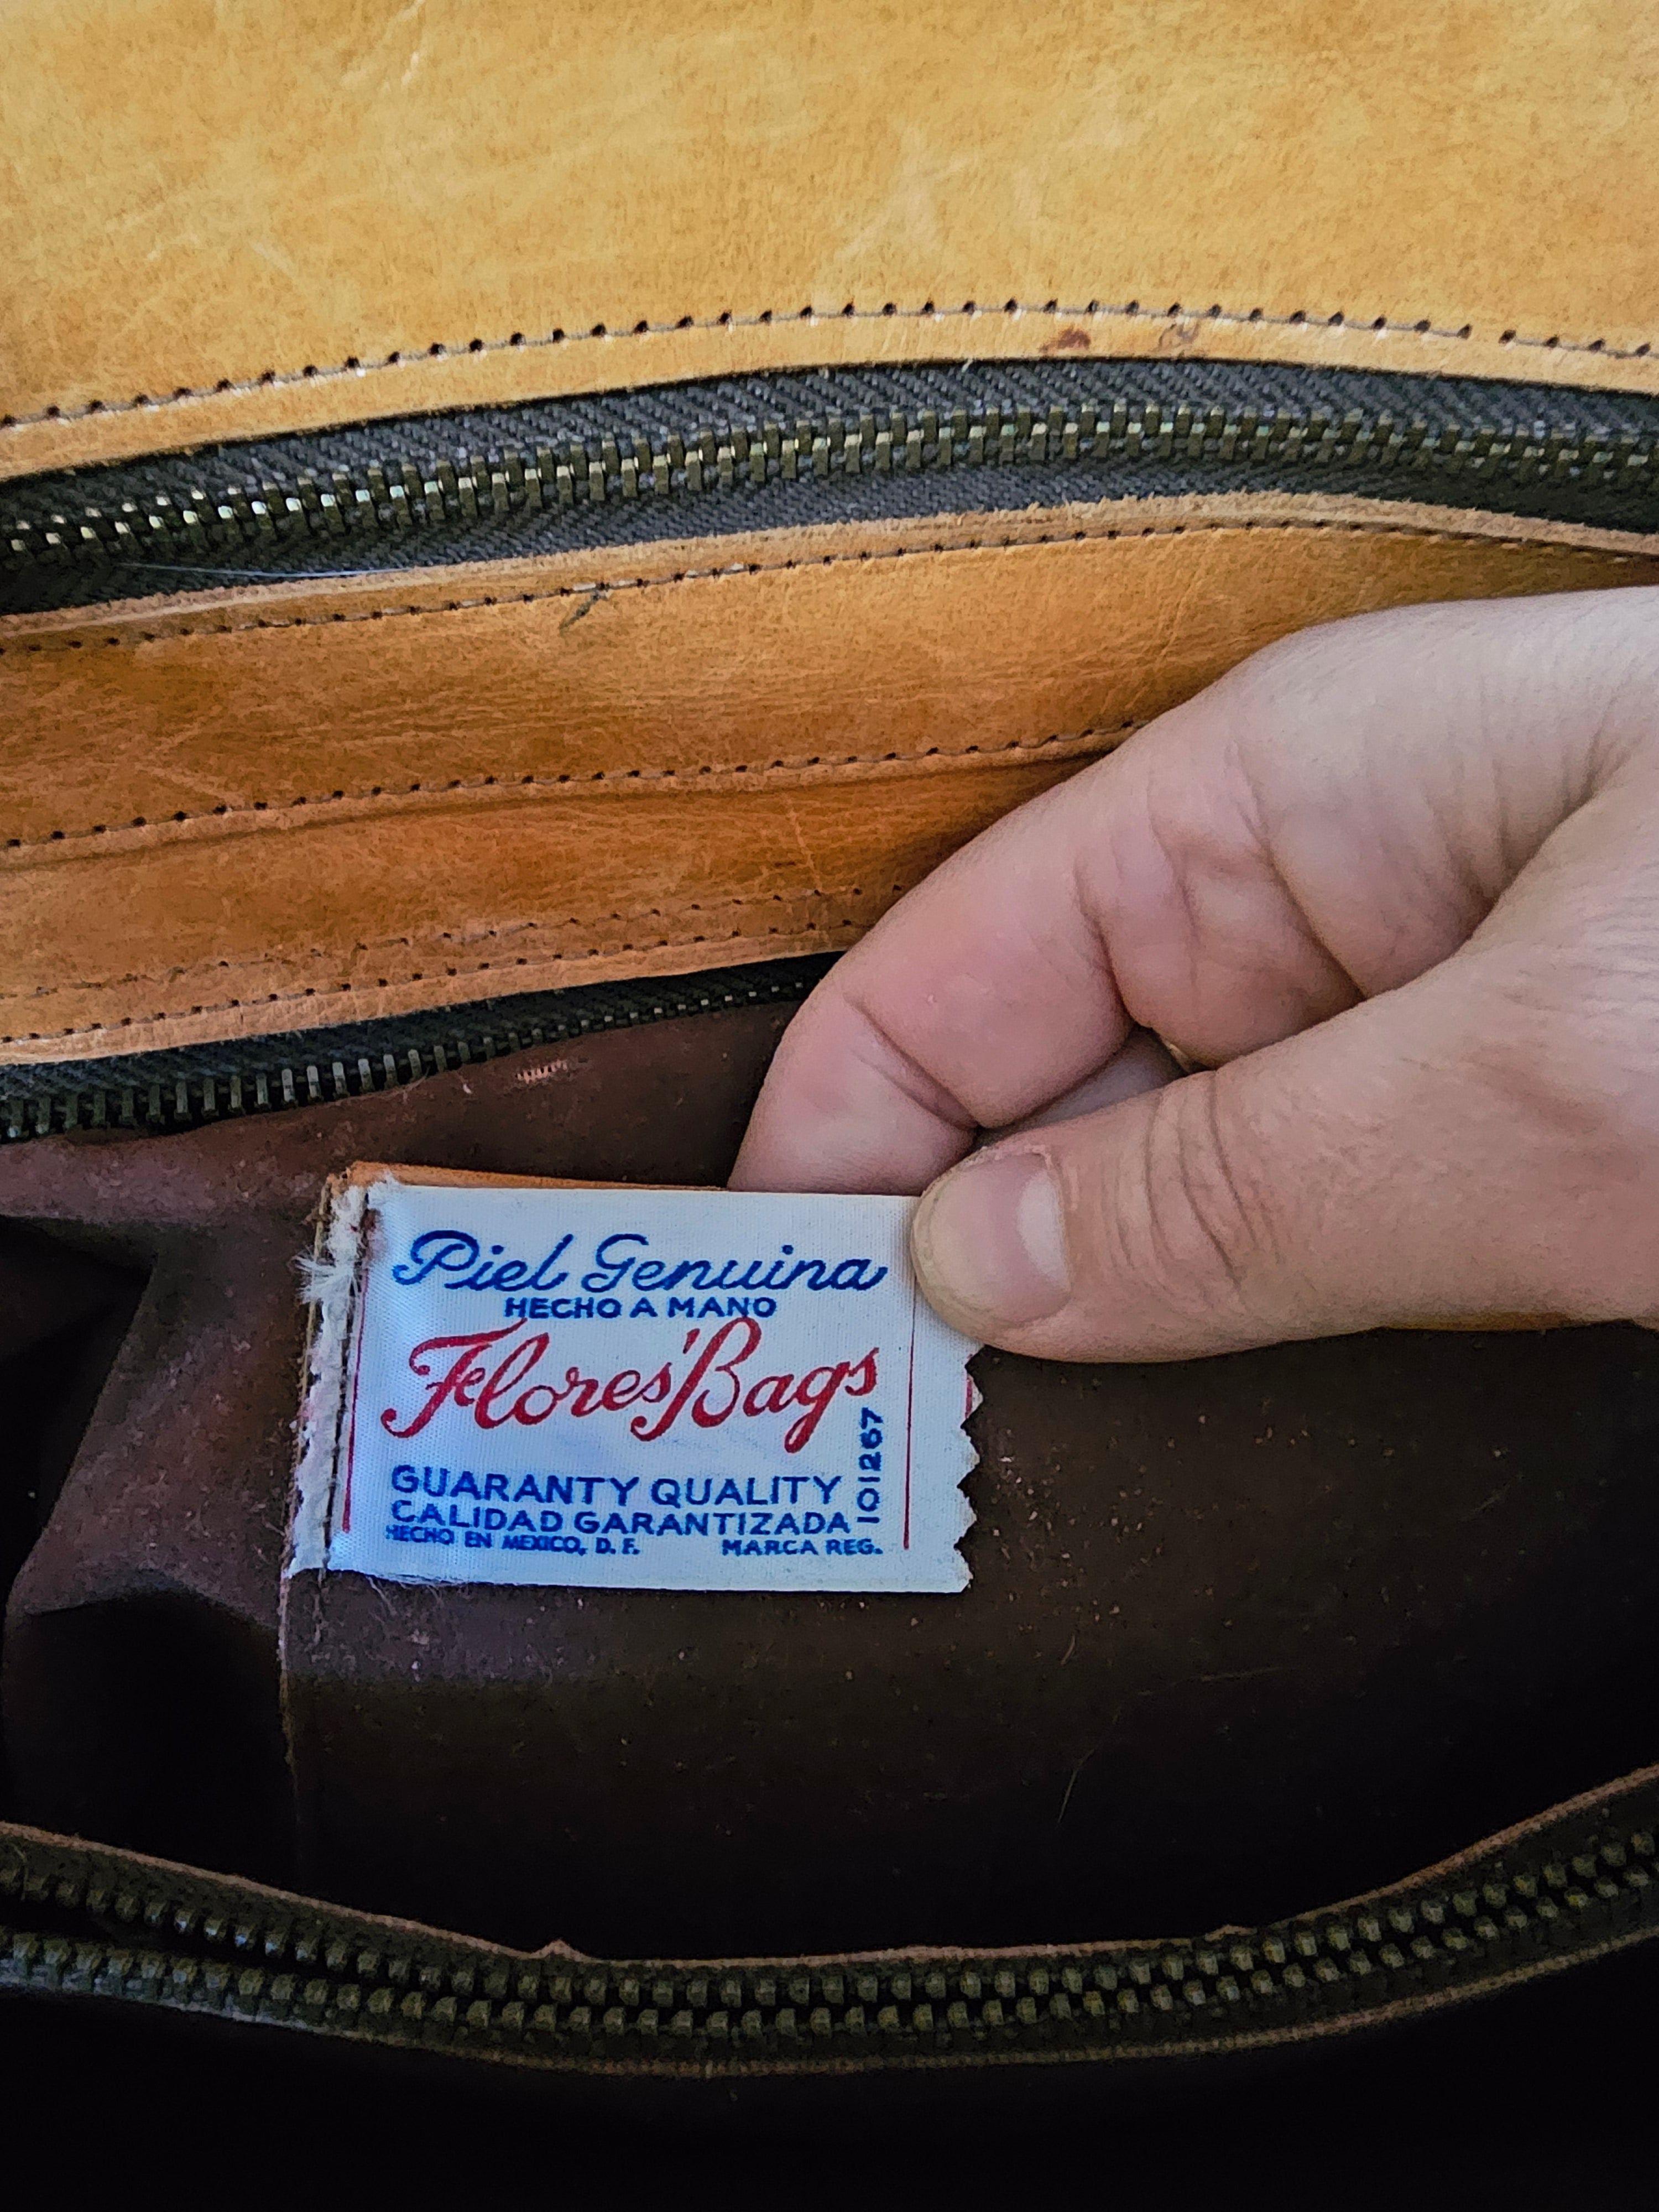 Piel Genuina
HECHO A MANO
Flores' Bags
GUARANTY QUALITY
CALIDAD GARANTIZADA
HECHO EN MEXICO, D. F. MARCA REG.
101267